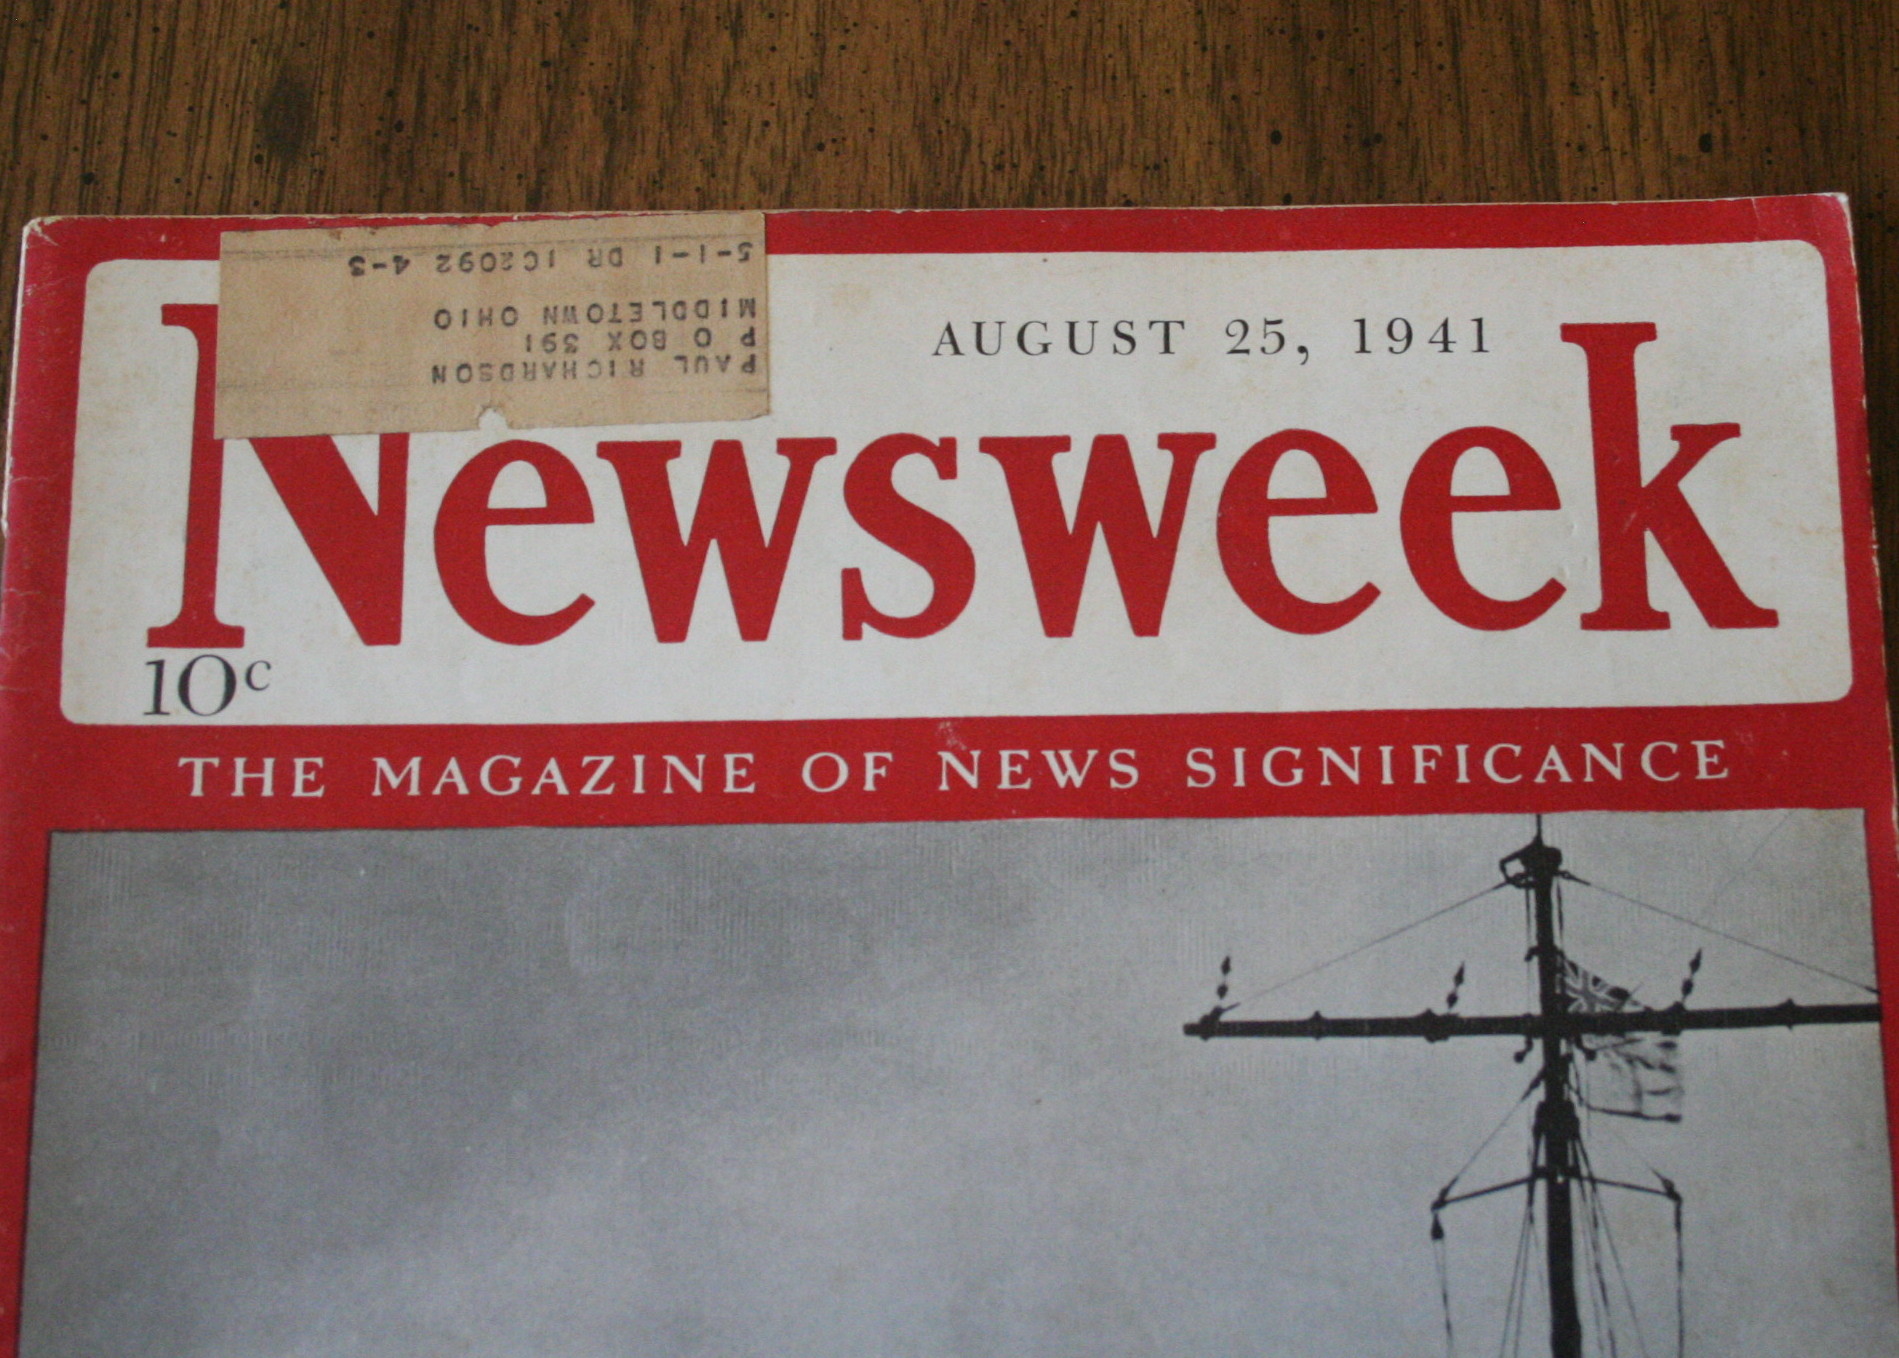 PAUL RICHARDSON
P O BOX 391
MIDDLETOWN OHIO
5-1-1 DR 1C2092 4-3
AUGUST 25, 1941
Newsweek
10c
THE MAGAZINE OF NEWS SIGNIFICANCE